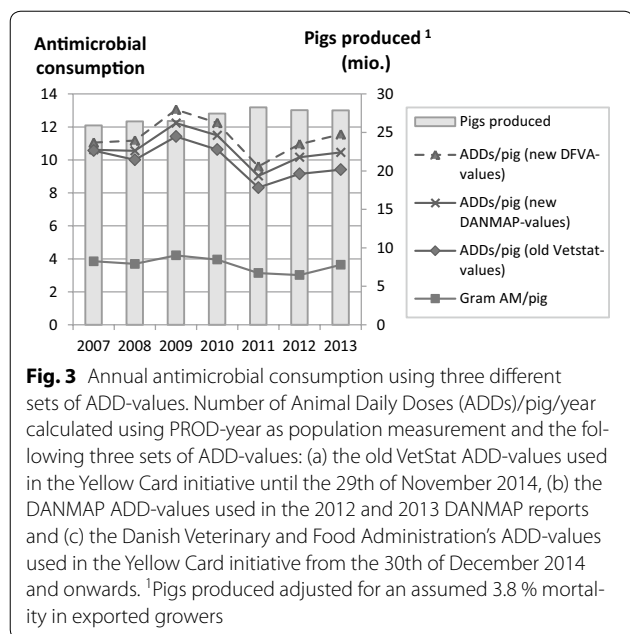 Antimicrobial
consumption
Pigs produced ¹
(mio.)
14
12
10
8
6
4
2
0
30
25
20
15
10
5
0
2007 2008 2009 2010 2011 2012 2013
Pigs produced
ADDs/pig (new DFVA-
values)
ADDs/pig (new
DANMAP-values)
ADDs/pig (old Vetstat-
values)
Gram AM/pig
Fig. 3 Annual antimicrobial consumption using three different
sets of ADD-values. Number of Animal Daily Doses (ADDs)/pig/year
calculated using PROD-year as population measurement and the fol-
lowing three sets of ADD-values: (a) the old VetStat ADD-values used
in the Yellow Card initiative until the 29th of November 2014, (b) the
DANMAP ADD-values used in the 2012 and 2013 DANMAP reports
and (c) the Danish Veterinary and Food Administration's ADD-values
used in the Yellow Card initiative from the 30th of December 2014
and onwards. ¹Pigs produced adjusted for an assumed 3.8 % mortal-
ity in exported growers